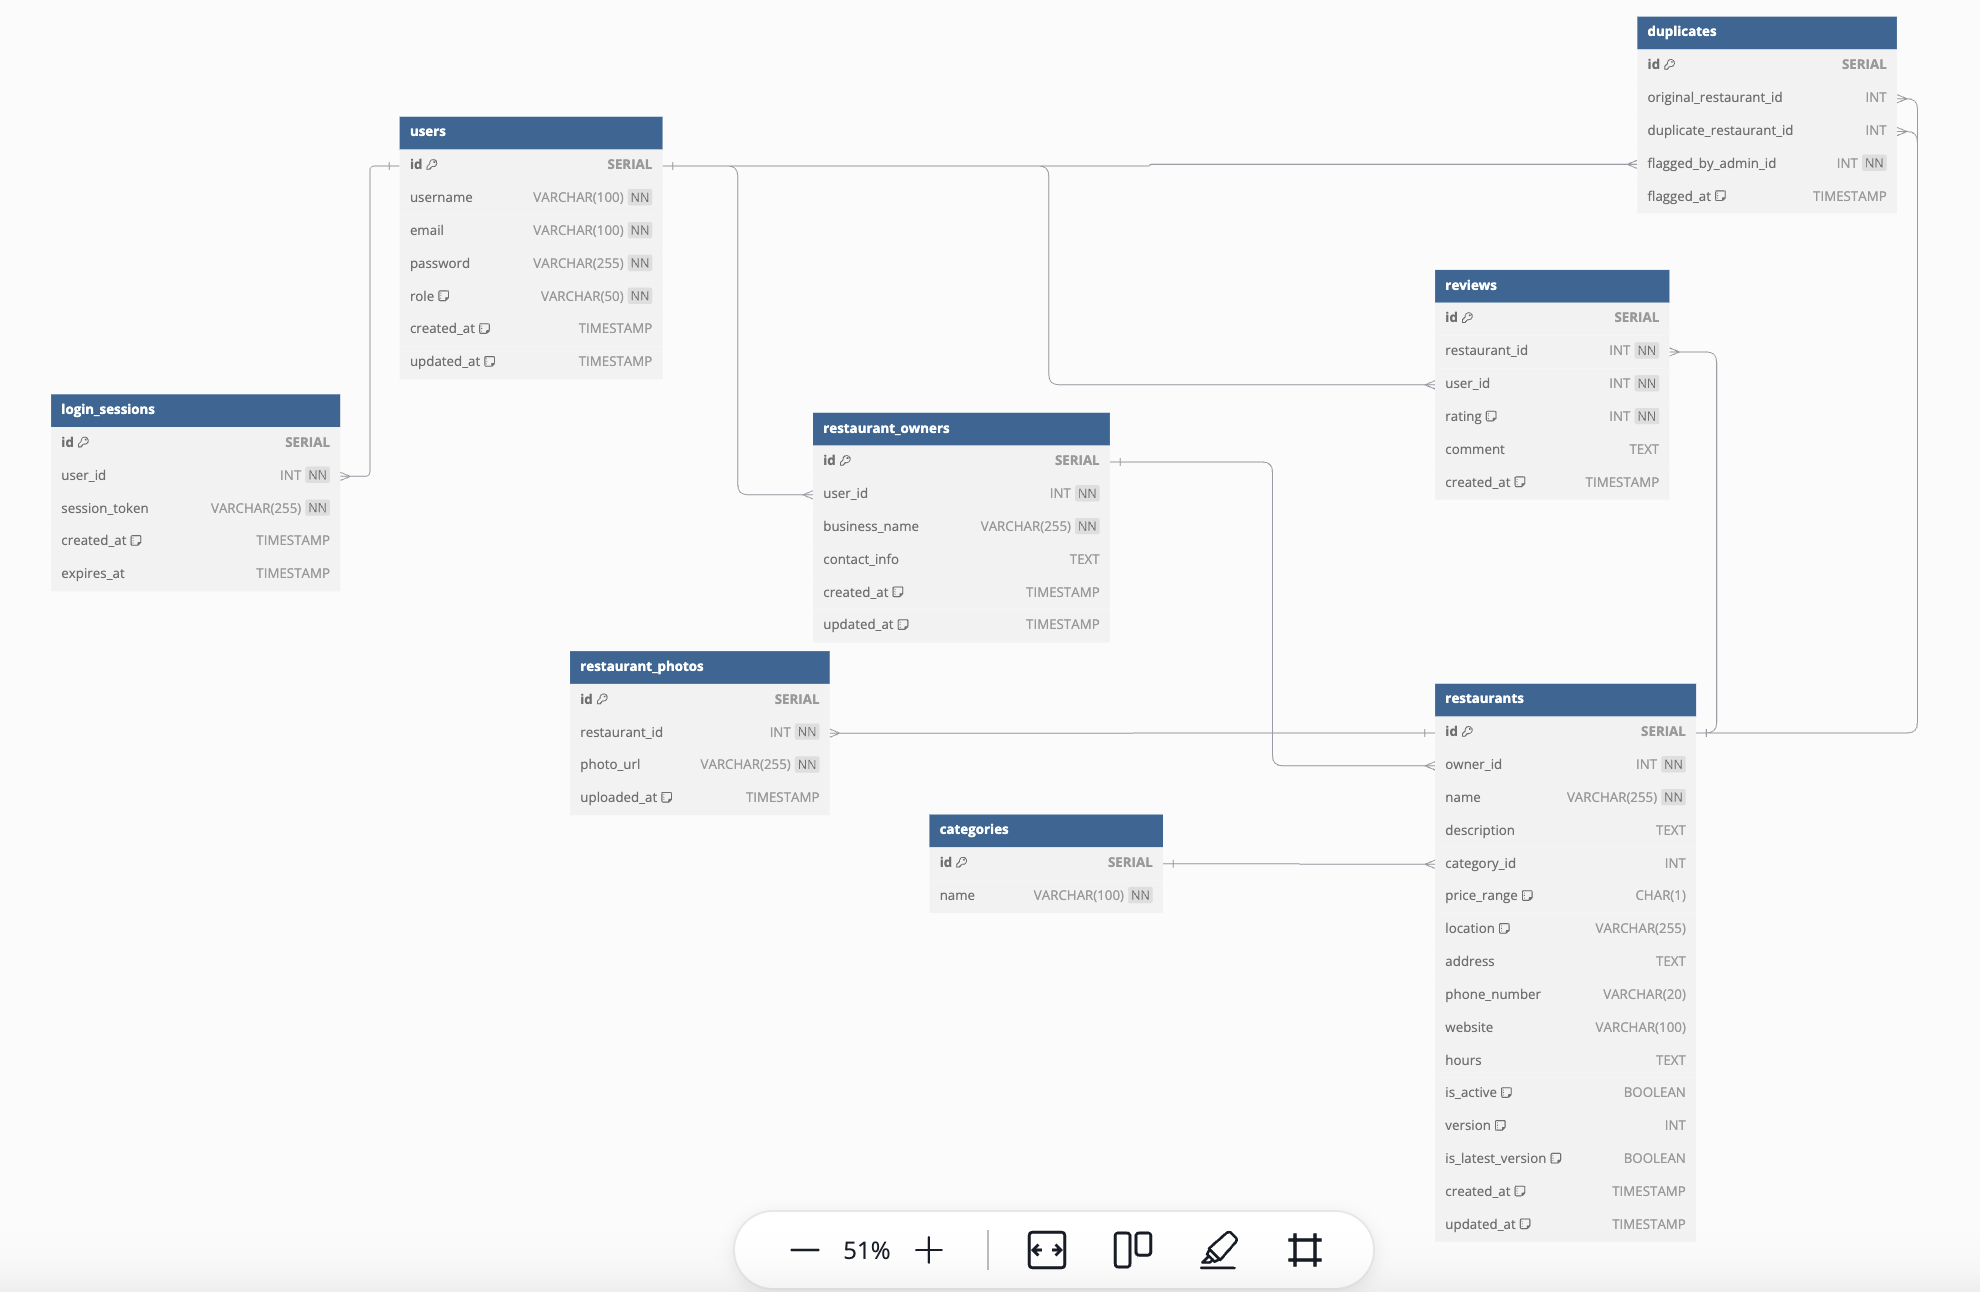 duplicates
id SERIAL
original_restaurant_id INT
duplicate_restaurant_id INT
flagged_by_admin_id INT NN
flagged_at TIMESTAMP
users
id SERIAL
username VARCHAR(100) NN
email VARCHAR(100) NN
password VARCHAR(255) NN
role VARCHAR(50) NN
created_at TIMESTAMP
updated_at TIMESTAMP
reviews
id SERIAL
restaurant_id INT NN
user_id INT NN
rating INT NN
comment TEXT
created_at TIMESTAMP
login_sessions
id SERIAL
user_id INT NN
session_token VARCHAR(255) NN
created_at TIMESTAMP
expires_at TIMESTAMP
restaurant_owners
id SERIAL
user_id INT NN
business_name VARCHAR(255) NN
contact_info TEXT
created_at TIMESTAMP
updated_at TIMESTAMP
restaurant_photos
id SERIAL
restaurant_id INT NN
photo_url VARCHAR(255) NN
uploaded_at TIMESTAMP
restaurants
id SERIAL
owner_id INT NN
name VARCHAR(255) NN
description TEXT
category_id INT
price_range CHAR(1)
location VARCHAR(255)
address TEXT
phone_number VARCHAR(20)
website VARCHAR(100)
hours TEXT
is_active BOOLEAN
version INT
is_latest_version BOOLEAN
created_at TIMESTAMP
updated_at TIMESTAMP
categories
id SERIAL
name VARCHAR(100) NN
51%